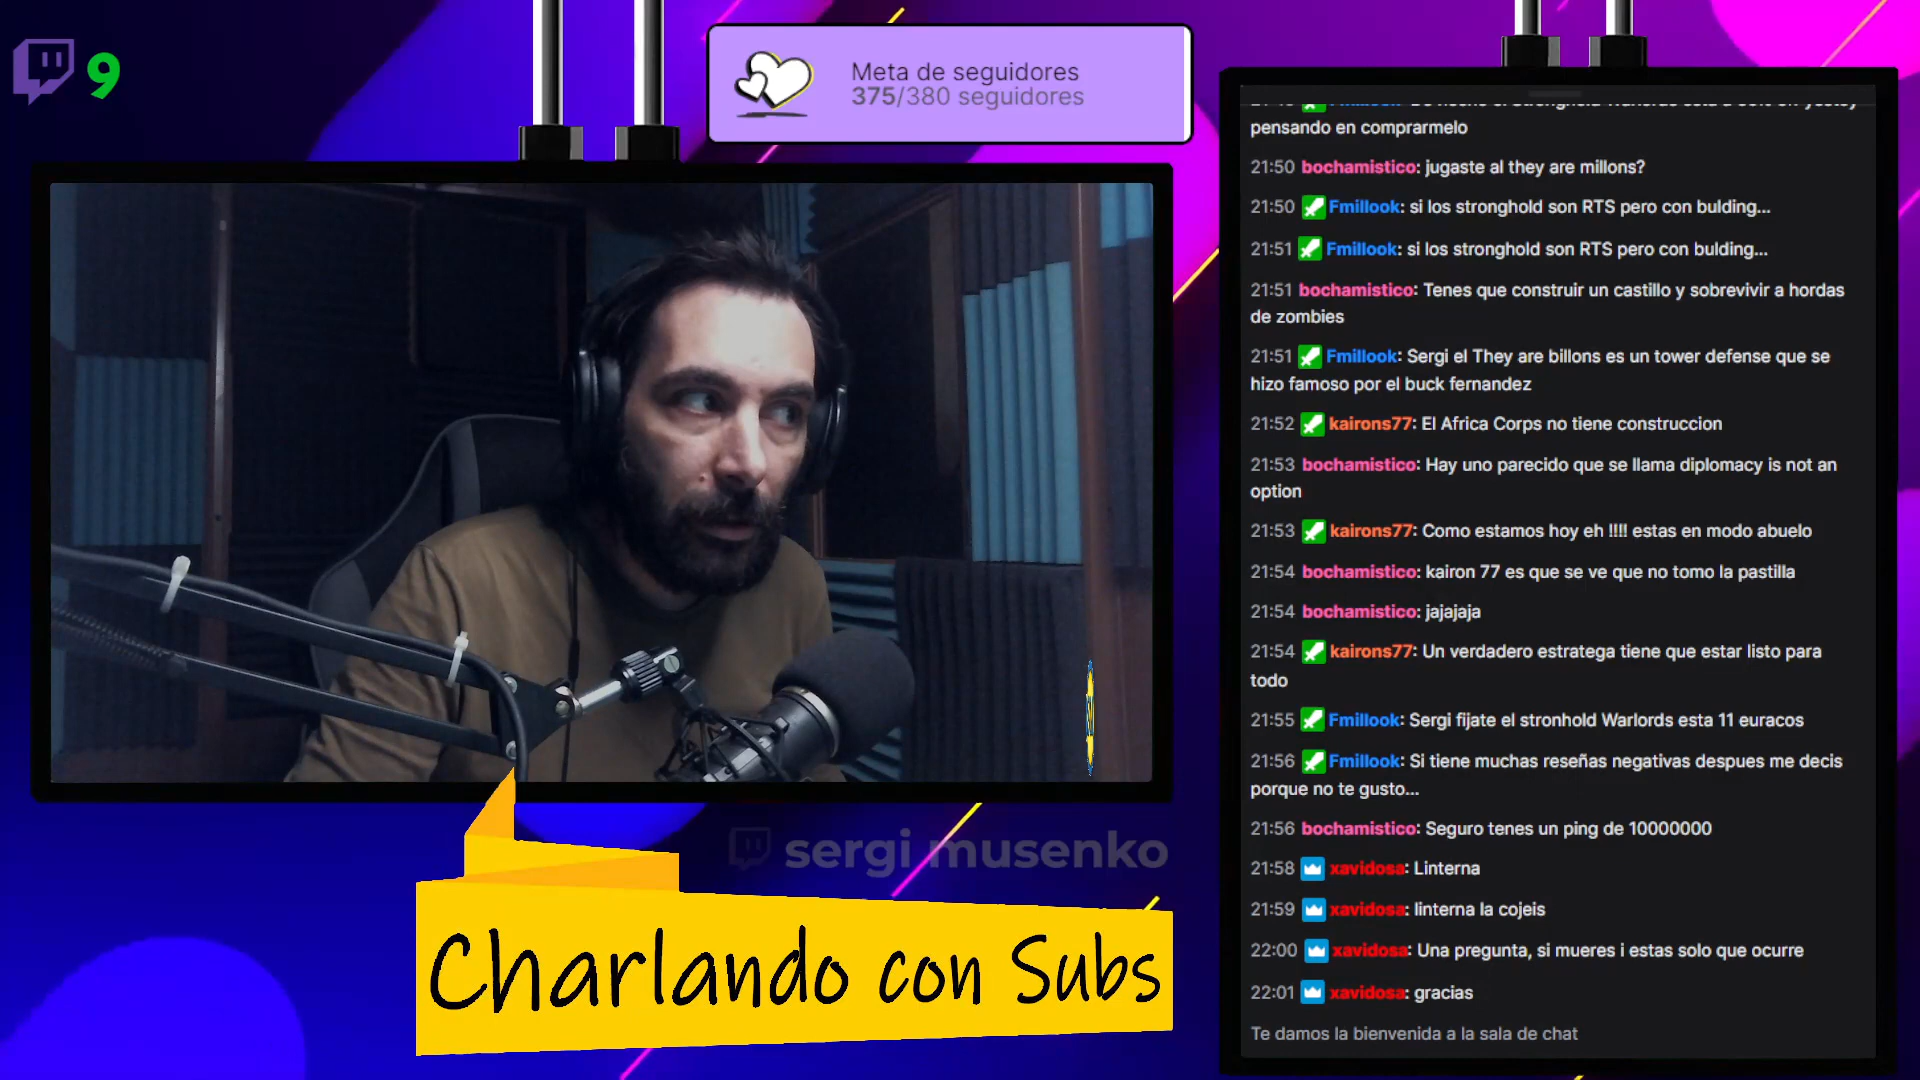 9
Meta de seguidores
375/380 seguidores
pensando en comprarmelo
21:50 bochamistico: jugaste al they are millons?
21:50 Fmillook: si los stronghold son RTS pero con bulding...
21:51 Fmillook: si los stronghold son RTS pero con bulding...
21:51 bochamistico: Tenes que construir un castillo y sobrevivir a hordas
de zombies
21:51 Fmillook: Sergi el They are billons es un tower defense que se
hizo famoso por el buck fernandez
21:52 kairons77: El Africa Corps no tiene construccion
21:53 bochamistico: Hay uno parecido que se llama diplomacy is not an
option
21:53 kairons77: Como estamos hoy eh !!!! estas en modo abuelo
21:54 bochamistico: kairon 77 es que se ve que no tomo la pastilla
21:54 bochamistico: jajajaja
21:54 kairons77: Un verdadero estratega tiene que estar listo para
todo
21:55 Fmillook: Sergi fijate el stronhold Warlords esta 11 euracos
21:56 Fmillook: Si tiene muchas reseñas negativas despues me decis
porque no te gusto...
21:56 bochamistico: Seguro tenes un ping de 10000000
21:58 xavidosa: Linterna
21:59 xavidosa: linterna la cojeis
22:00 xavidosa: Una pregunta, si mueres i estas solo que ocurre
22:01 xavidosa: gracias
Te damos la bienvenida a la sala de chat
sergi musenko
Charlando con Subs